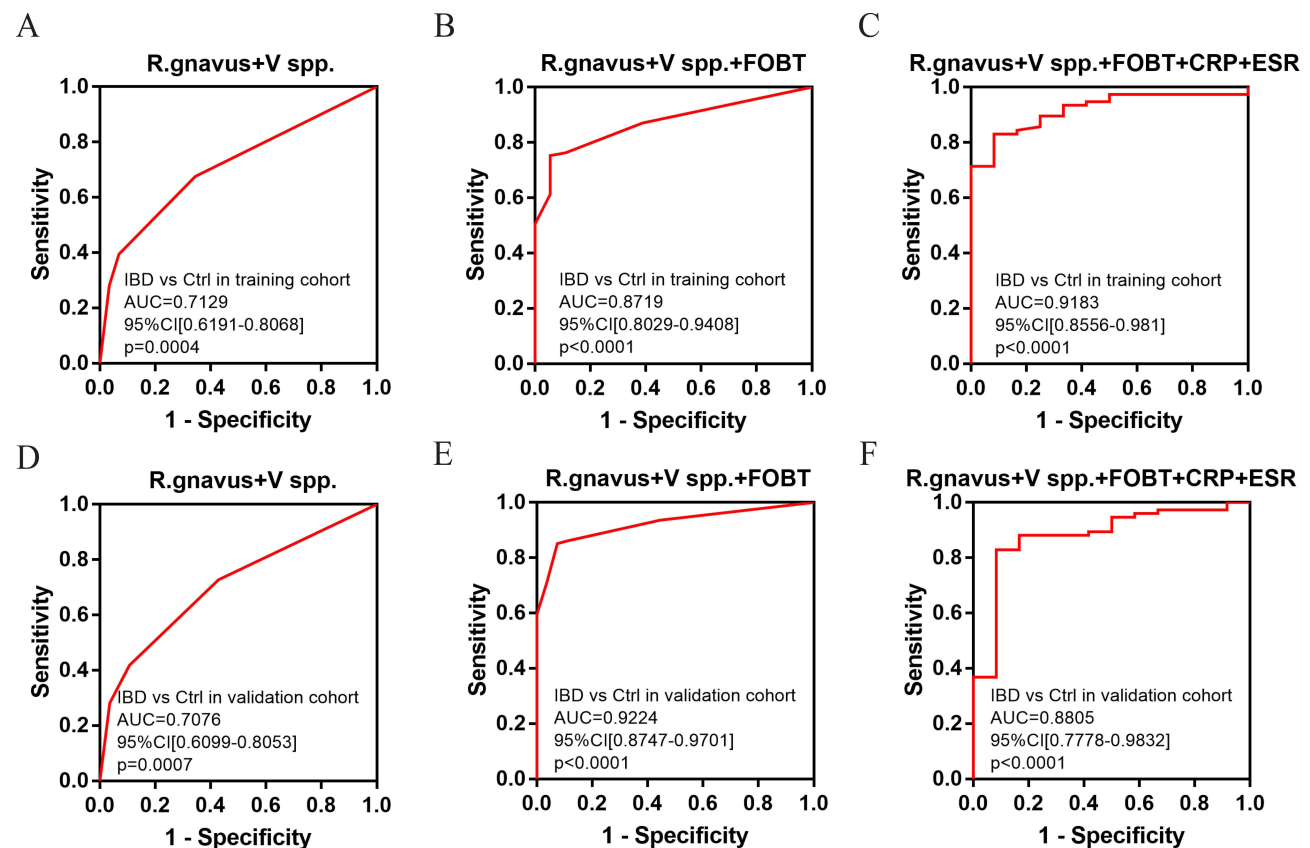 A
R.gnavus+V spp.
1.0
0.8
0.6
0.4
0.2
0.0
Sensitivity
IBD vs Ctrl in training cohort
AUC=0.7129
95%CI[0.6191-0.8068]
p=0.0004
0.0 0.2 0.4 0.6 0.8 1.0
1 - Specificity
B
R.gnavus+V spp.+FOBT
1.0
0.8
0.6
0.4
0.2
0.0
Sensitivity
IBD vs Ctrl in training cohort
AUC=0.8719
95%CI[0.8029-0.9408]
p<0.0001
0.0 0.2 0.4 0.6 0.8 1.0
1 - Specificity
C
R.gnavus+V spp.+FOBT+CRP+ESR
1.0
0.8
0.6
0.4
0.2
0.0
Sensitivity
IBD vs Ctrl in training cohort
AUC=0.9183
95%CI[0.8556-0.981]
p<0.0001
0.0 0.2 0.4 0.6 0.8 1.0
1 - Specificity
D
R.gnavus+V spp.
1.0
0.8
0.6
0.4
0.2
0.0
Sensitivity
IBD vs Ctrl in validation cohort
AUC=0.7076
95%CI[0.6099-0.8053]
p=0.0007
0.0 0.2 0.4 0.6 0.8 1.0
1 - Specificity
E
R.gnavus+V spp.+FOBT
1.0
0.8
0.6
0.4
0.2
0.0
Sensitivity
IBD vs Ctrl in validation cohort
AUC=0.9224
95%CI[0.8747-0.9701]
p<0.0001
0.0 0.2 0.4 0.6 0.8 1.0
1 - Specificity
F
R.gnavus+V spp.+FOBT+CRP+ESR
1.0
0.8
0.6
0.4
0.2
0.0
Sensitivity
IBD vs Ctrl in validation cohort
AUC=0.8805
95%CI[0.7778-0.9832]
p<0.0001
0.0 0.2 0.4 0.6 0.8 1.0
1 - Specificity